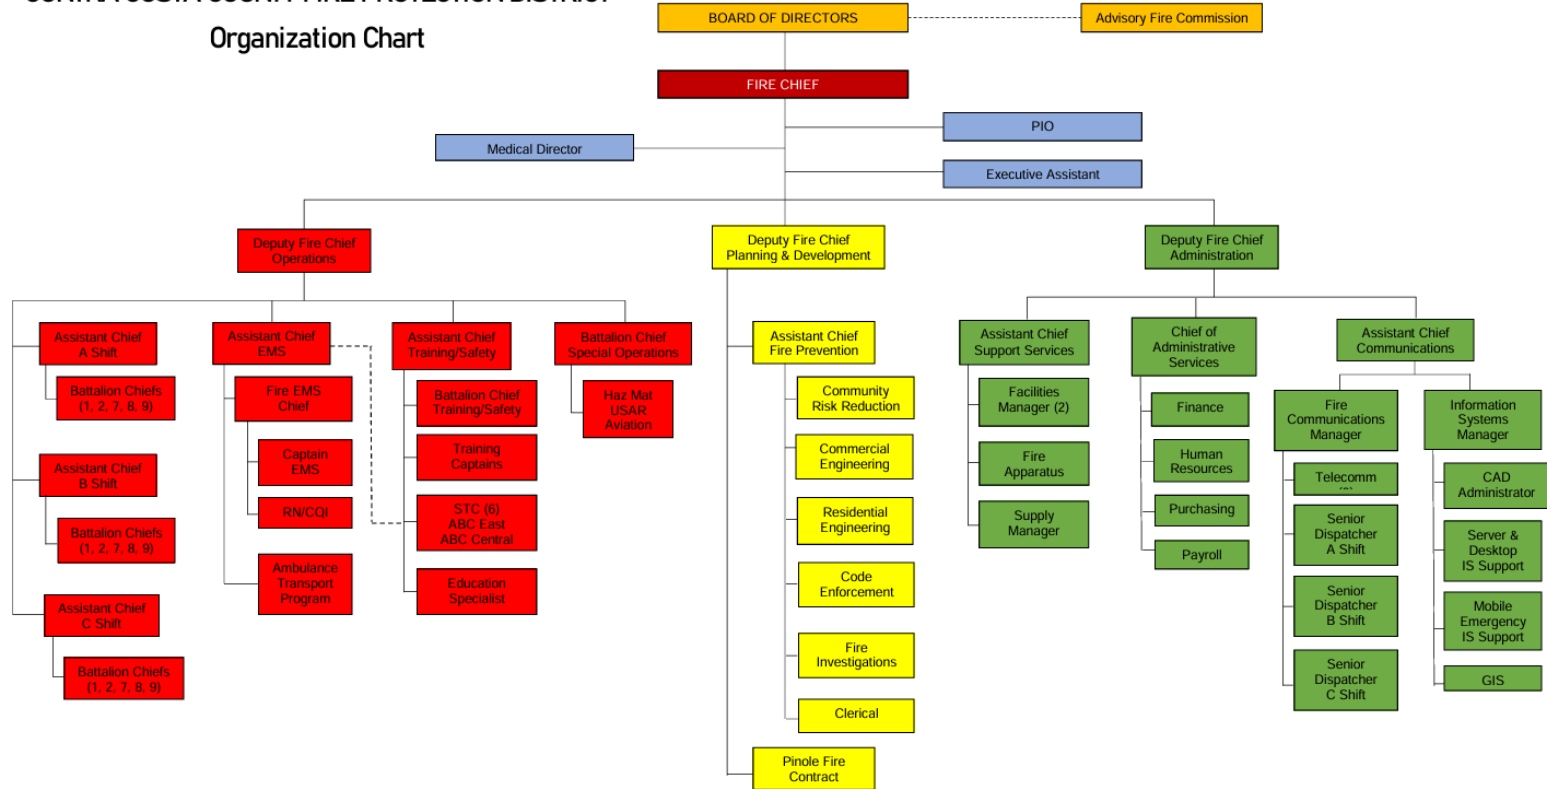 CONTRA COSTA COUNTY FIRE PROTECTION DISTRICT
Organization Chart
BOARD OF DIRECTORS
Advisory Fire Commission
FIRE CHIEF
PIO
Medical Director
Executive Assistant
Deputy Fire Chief
Operations
Deputy Fire Chief
Planning & Development
Deputy Fire Chief
Administration
Assistant Chief
A Shift
Battalion Chiefs
(1, 2, 7, 8, 9)
Assistant Chief
B Shift
Battalion Chiefs
(1, 2, 7, 8, 9)
Assistant Chief
C Shift
Battalion Chiefs
(1, 2, 7, 8, 9)
Assistant Chief
EMS
Fire EMS
Chief
Captain
EMS
RN/CQI
Ambulance
Transport
Program
Assistant Chief
Training/Safety
Battalion Chief
Training/Safety
Training
Captains
STC (6)
ABC East
ABC Central
Education
Specialist
Battalion Chief
Special Operations
Haz Mat
USAR
Aviation
Assistant Chief
Fire Prevention
Community
Risk Reduction
Commercial
Engineering
Residential
Engineering
Code
Enforcement
Fire
Investigations
Clerical
Pinole Fire
Contract
Assistant Chief
Support Services
Facilities
Manager (2)
Fire
Apparatus
Supply
Manager
Chief of
Administrative
Services
Finance
Human
Resources
Purchasing
Payroll
Assistant Chief
Communications
Fire
Communications
Manager
Telecomm
Senior
Dispatcher
A Shift
Senior
Dispatcher
B Shift
Senior
Dispatcher
C Shift
Information
Systems
Manager
CAD
Administrator
Server &
Desktop
IS Support
Mobile
Emergency
IS Support
GIS